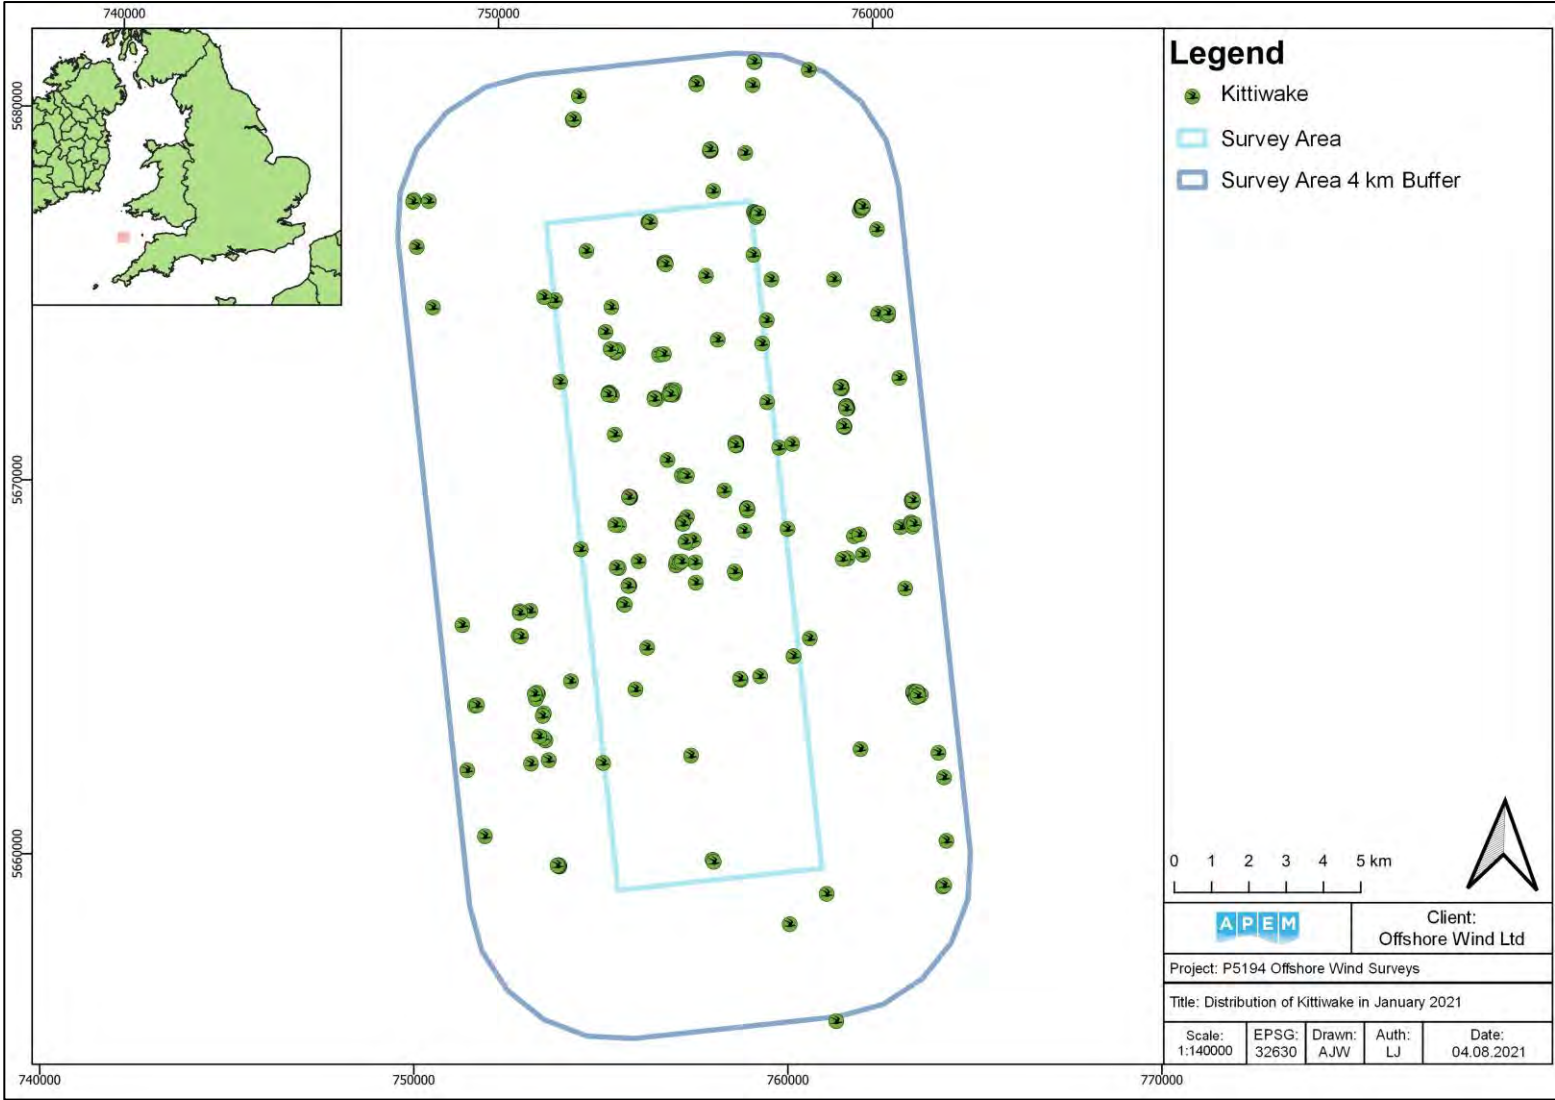 740000
750000
760000
5680000
5670000
5660000
740000
750000
760000
770000
Legend
Kittiwake
Survey Area
Survey Area 4 km Buffer
0 1 2 3 4 5 km
APEM
Client:
Offshore Wind Ltd
Project: P5194 Offshore Wind Surveys
Title: Distribution of Kittiwake in January 2021
Scale:
1:140000
EPSG:
32630
Drawn:
AJW
Auth:
LJ
Date:
04.08.2021